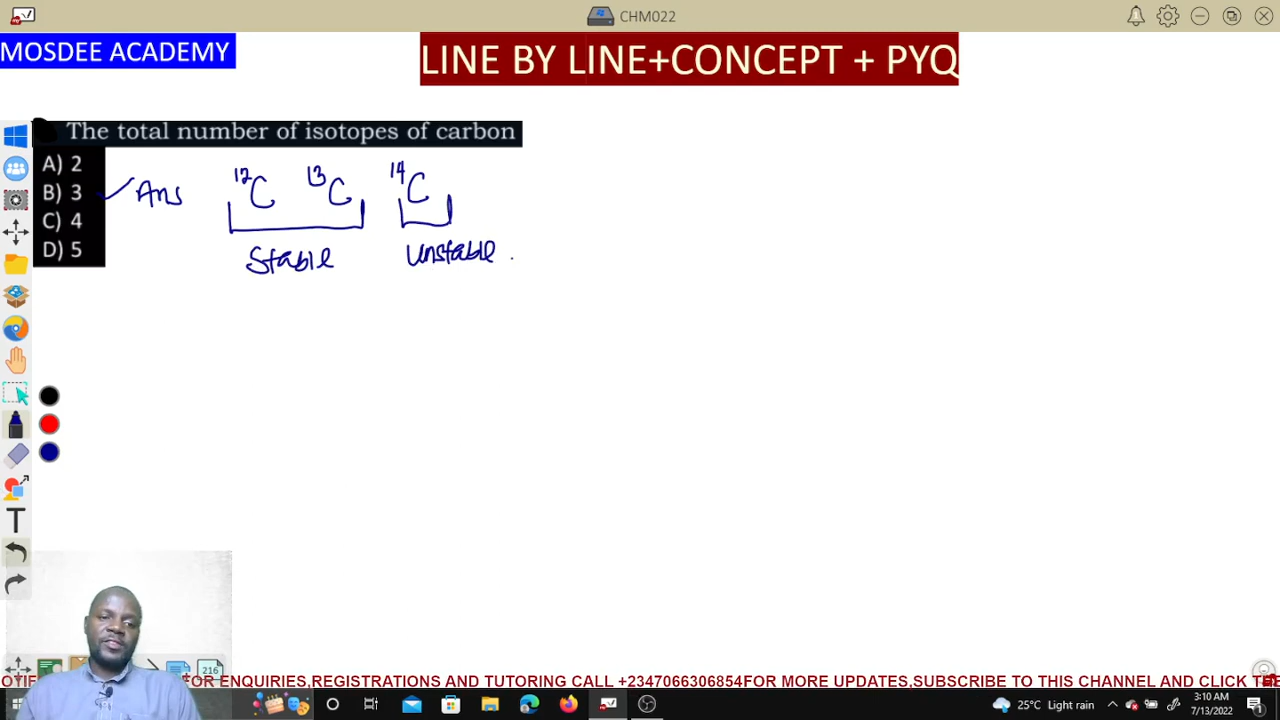 CHM022
MOSDEE ACADEMY
LINE BY LINE+CONCEPT + PYQ
The total number of isotopes of carbon
A) 2
B) 3
C) 4
D) 5
Ans
12C 13C 14C
Stable
Unstable
T
216
FOR ENQUIRIES,REGISTRATIONS AND TUTORING CALL +2347066306854FOR MORE UPDATES,SUBSCRIBE TO THIS CHANNEL AND CLICK
25°C Light rain
3:10 AM
7/13/2022